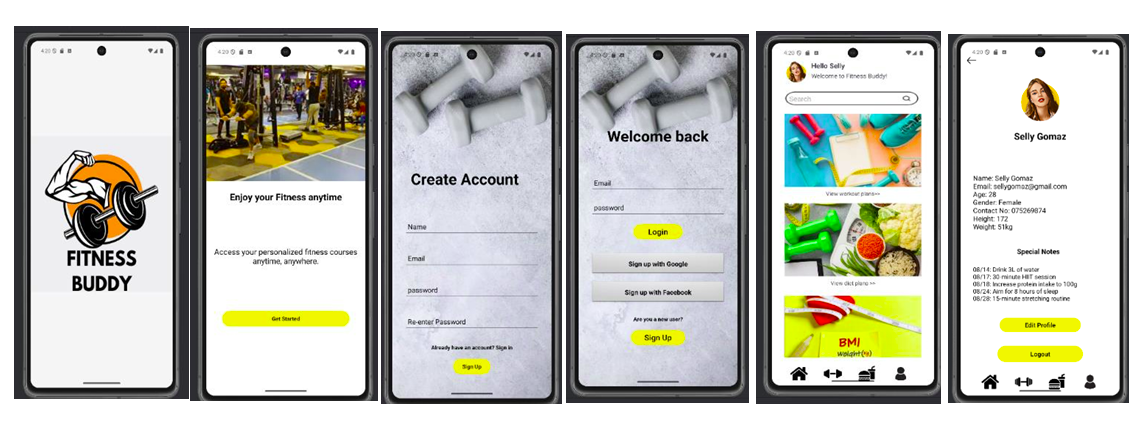 4:20
FITNESS
BUDDY
4:20
Enjoy your Fitness anytime
Access your personalized fitness courses
anytime, anywhere.
Get Started
4:20
Create Account
Name
Email
password
Re-enter Password
Already have an account? Sign in
Sign Up
4:20
Welcome back
Email
password
Login
Sign up with Google
Sign up with Facebook
Are you a new user?
Sign Up
4:20
Hello Selly
Welcome to Fitness Buddy!
Search
View workout plans>>
View diet plans >>
BMI
Weight(kg)
4:20
Selly Gomaz
Name: Selly Gomaz
Email: sellygomaz@gmail.com
Age: 28
Gender: Female
Contact No: 075269874
Height: 172
Weight: 51kg
Special Notes
08/14: Drink 3L of water
08/17: 30-minute HIIT session
08/18: Increase protein intake to 100g
08/24: Aim for 8 hours of sleep
08/28: 15-minute stretching routine
Edit Profile
Logout